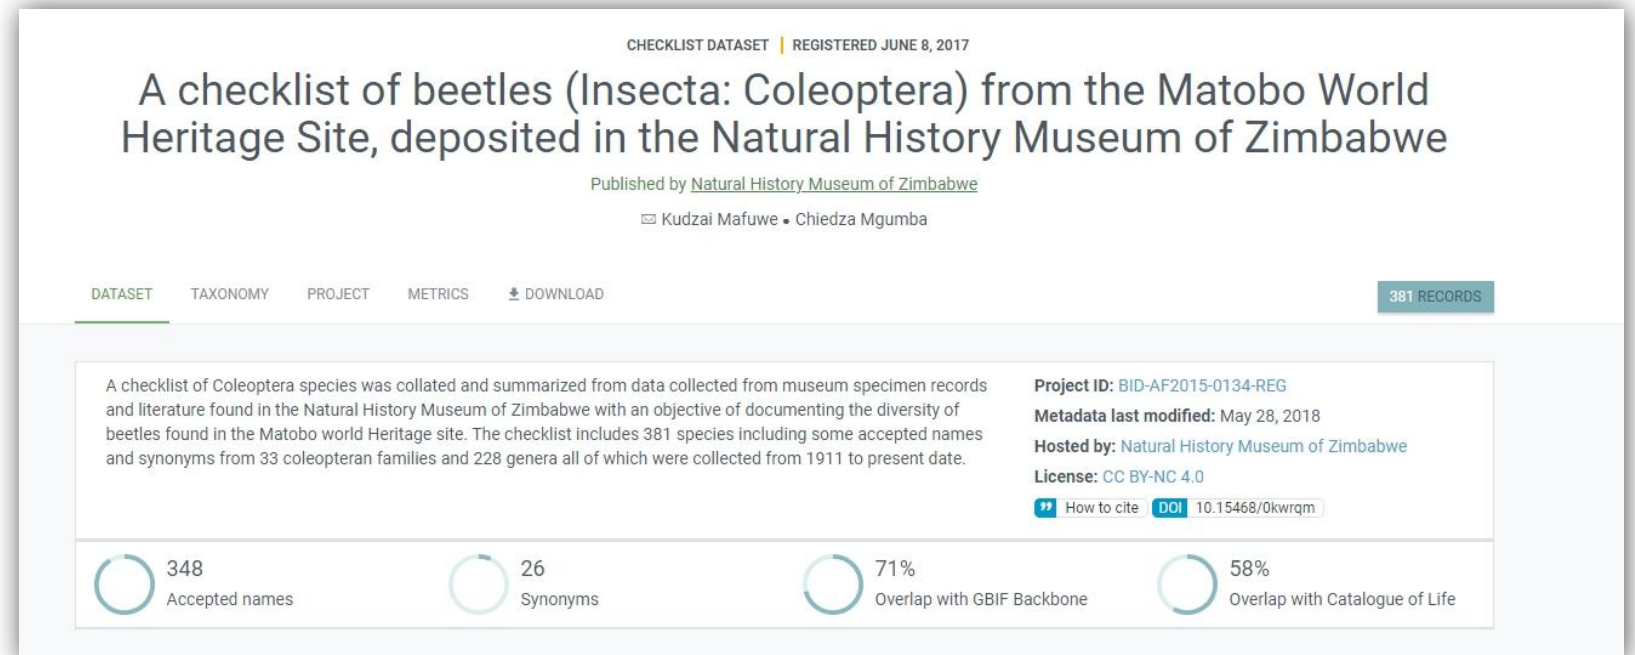 CHECKLIST DATASET | REGISTERED JUNE 8, 2017
A checklist of beetles (Insecta: Coleoptera) from the Matobo World
Heritage Site, deposited in the Natural History Museum of Zimbabwe
Published by Natural History Museum of Zimbabwe
Kudzai Mafuwe • Chiedza Mgumba
DATASET TAXONOMY PROJECT METRICS DOWNLOAD
381 RECORDS
A checklist of Coleoptera species was collated and summarized from data collected from museum specimen records
and literature found in the Natural History Museum of Zimbabwe with an objective of documenting the diversity of
beetles found in the Matobo world Heritage site. The checklist includes 381 species including some accepted names
and synonyms from 33 coleopteran families and 228 genera all of which were collected from 1911 to present date.
Project ID: BID-AF2015-0134-REG
Metadata last modified: May 28, 2018
Hosted by: Natural History Museum of Zimbabwe
License: CC BY-NC 4.0
How to cite DOI 10.15468/0kwrqm
348
Accepted names
26
Synonyms
71%
Overlap with GBIF Backbone
58%
Overlap with Catalogue of Life